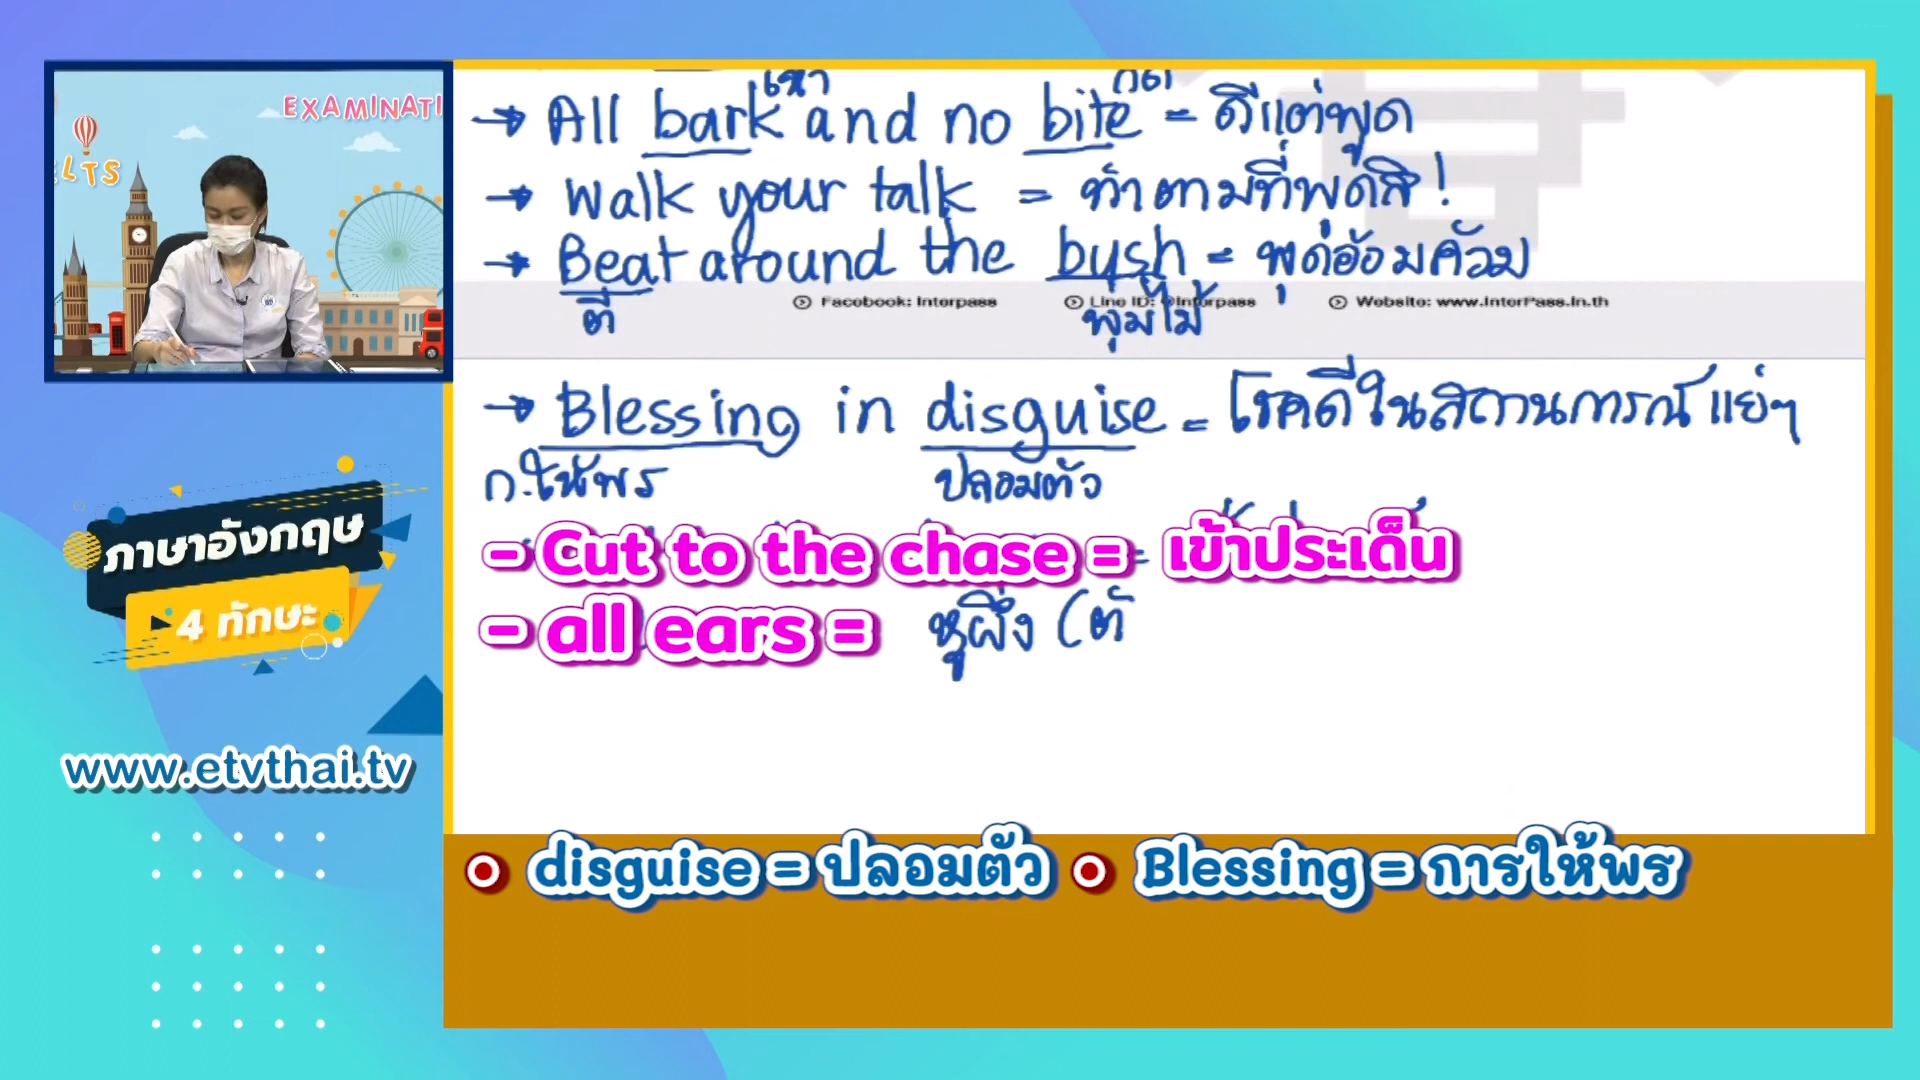 EXAMINATI
ELTS
เห่า กัด
→ All bark and no bite = ดีแต่พูด
→ Walk your talk = ทำตามที่พูดสิ!
→ Beat around the bush = พูดอ้อมค้อม
Facebook: Interpass Line ID: @Interpass Website: www.InterPass.in.th
ตี พุ่มไม้
→ Blessing in disguise = โชคดีในสถานการณ์แย่ๆ
ก.ให้พร ปลอมตัว
- Cut to the chase = เข้าประเด็น
- all ears = หูผึ่ง (ตั
ภาษาอังกฤษ
4 ทักษะ
www.etvthai.tv
disguise = ปลอมตัว Blessing = การให้พร